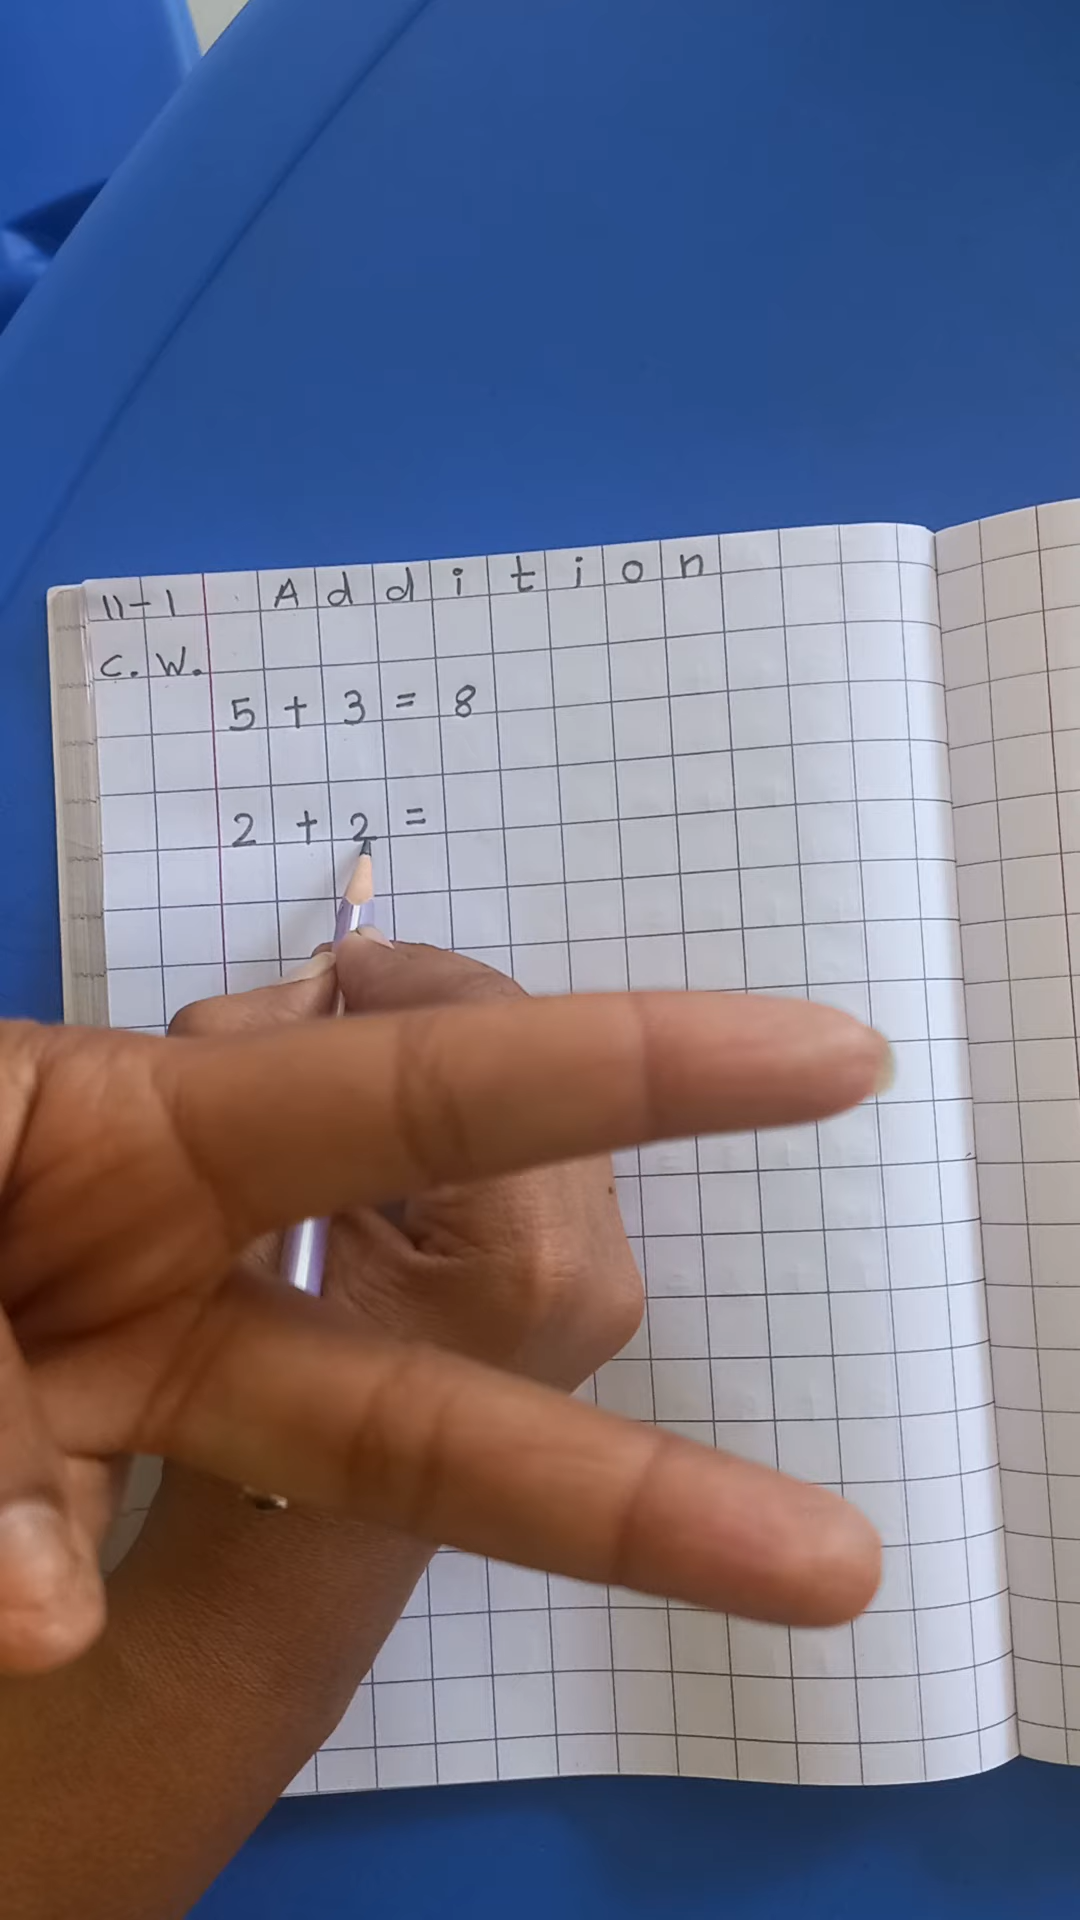 11-1 Addition
C.W.
5 + 3 = 8
2 + 2 =